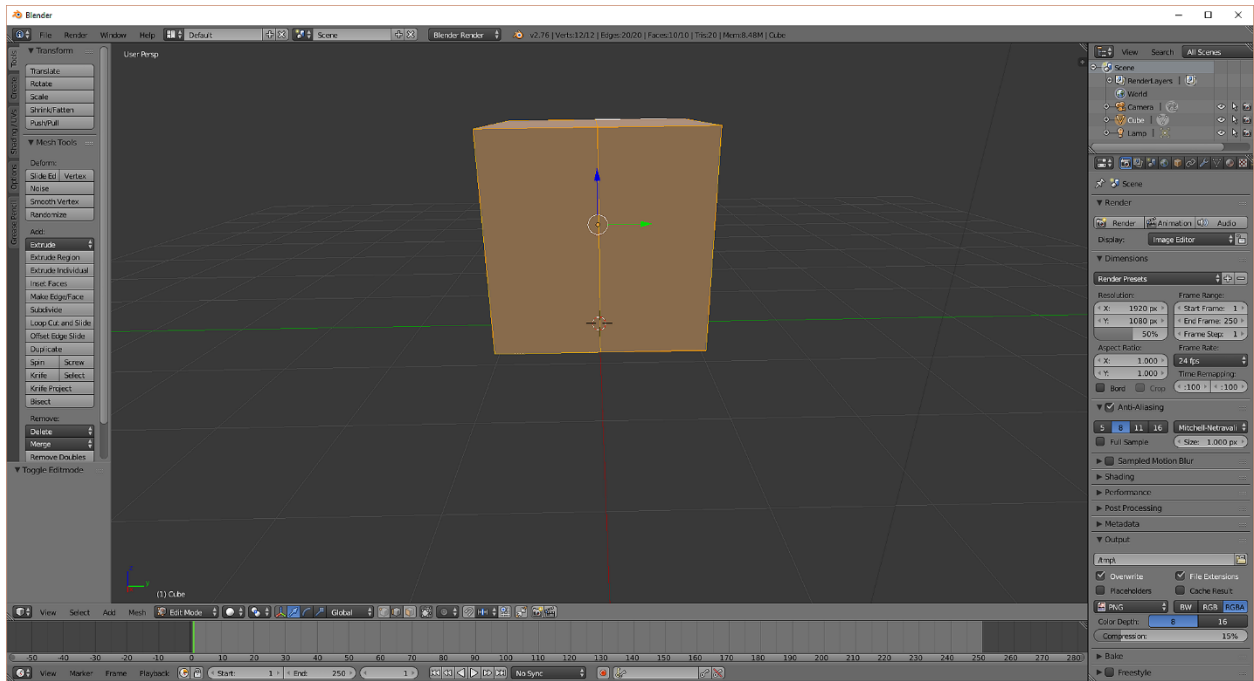 Blender
File Render Window Help Default Scene Blender Render v2.76 | Verts:12/12 | Edges:20/20 | Faces:10/10 | Tris:20 | Mem:8.48M | Cube
Tools
Create
Shading / UVs
Options
Grease Pencil
Transform
Translate
Rotate
Scale
Shrink/Fatten
Push/Pull
Mesh Tools
Deform:
Slide Ed Vertex
Noise
Smooth Vertex
Randomize
Add:
Extrude
Extrude Region
Extrude Individual
Inset Faces
Make Edge/Face
Subdivide
Loop Cut and Slide
Offset Edge Slide
Duplicate
Spin Screw
Knife Select
Knife Project
Bisect
Remove:
Delete
Merge
Remove Doubles
Toggle Editmode
User Persp
z
y
(1) Cube
View Select Add Mesh Edit Mode Global
-50 -40 -30 -20 -10 0 10 20 30 40 50 60 70 80 90 100 110 120 130 140 150 160 170 180 190 200 210 220 230 240 250 260 270 280
View Marker Frame Playback Start: 1 End: 250 1 No Sync
View Search All Scenes
Scene
RenderLayers |
World
Camera |
Cube |
Lamp |
Scene
Render
Render Animation Audio
Display: Image Editor
Dimensions
Render Presets
Resolution: Frame Range:
X: 1920 px Start Frame: 1
Y: 1080 px End Frame: 250
50% Frame Step: 1
Aspect Ratio: Frame Rate:
X: 1.000 24 fps
Y: 1.000 Time Remapping:
Bord Crop :100 :100
Anti-Aliasing
5 8 11 16 Mitchell-Netravali
Full Sample Size: 1.000 px
Sampled Motion Blur
Shading
Performance
Post Processing
Metadata
Output
/tmp\
Overwrite File Extensions
Placeholders Cache Result
PNG BW RGB RGBA
Color Depth: 8 16
Compression: 15%
Bake
Freestyle